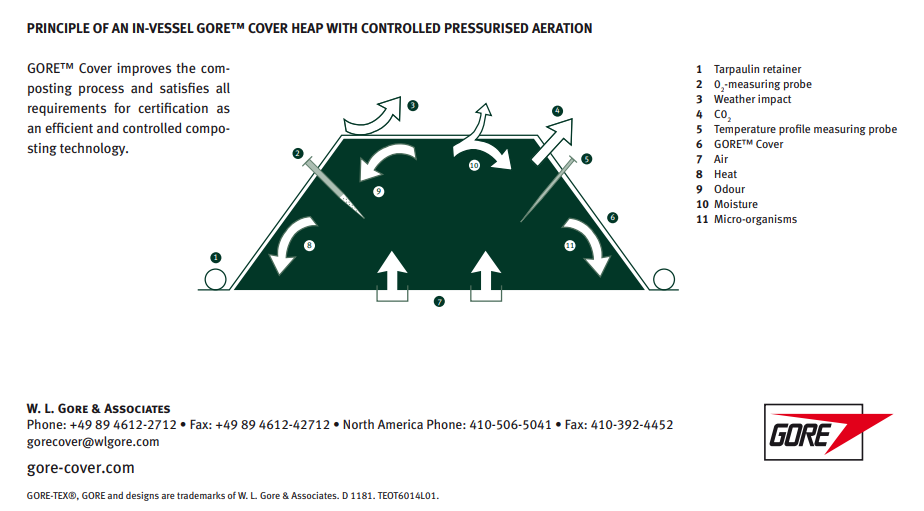 PRINCIPLE OF AN IN-VESSEL GORE™ COVER HEAP WITH CONTROLLED PRESSURISED AERATION
GORE™ Cover improves the com-
posting process and satisfies all
requirements for certification as
an efficient and controlled compo-
sting technology.
3
2
10
4
5
9
8
11
6
1
7
1 Tarpaulin retainer
2 O₂-measuring probe
3 Weather impact
4 CO₂
5 Temperature profile measuring probe
6 GORE™ Cover
7 Air
8 Heat
9 Odour
10 Moisture
11 Micro-organisms
W. L. GORE & ASSOCIATES
Phone: +49 89 4612-2712 • Fax: +49 89 4612-42712 • North America Phone: 410-506-5041 • Fax: 410-392-4452
gorecover@wlgore.com
gore-cover.com
GORE-TEX®, GORE and designs are trademarks of W. L. Gore & Associates. D 1181. TEOT6014L01.
GORE